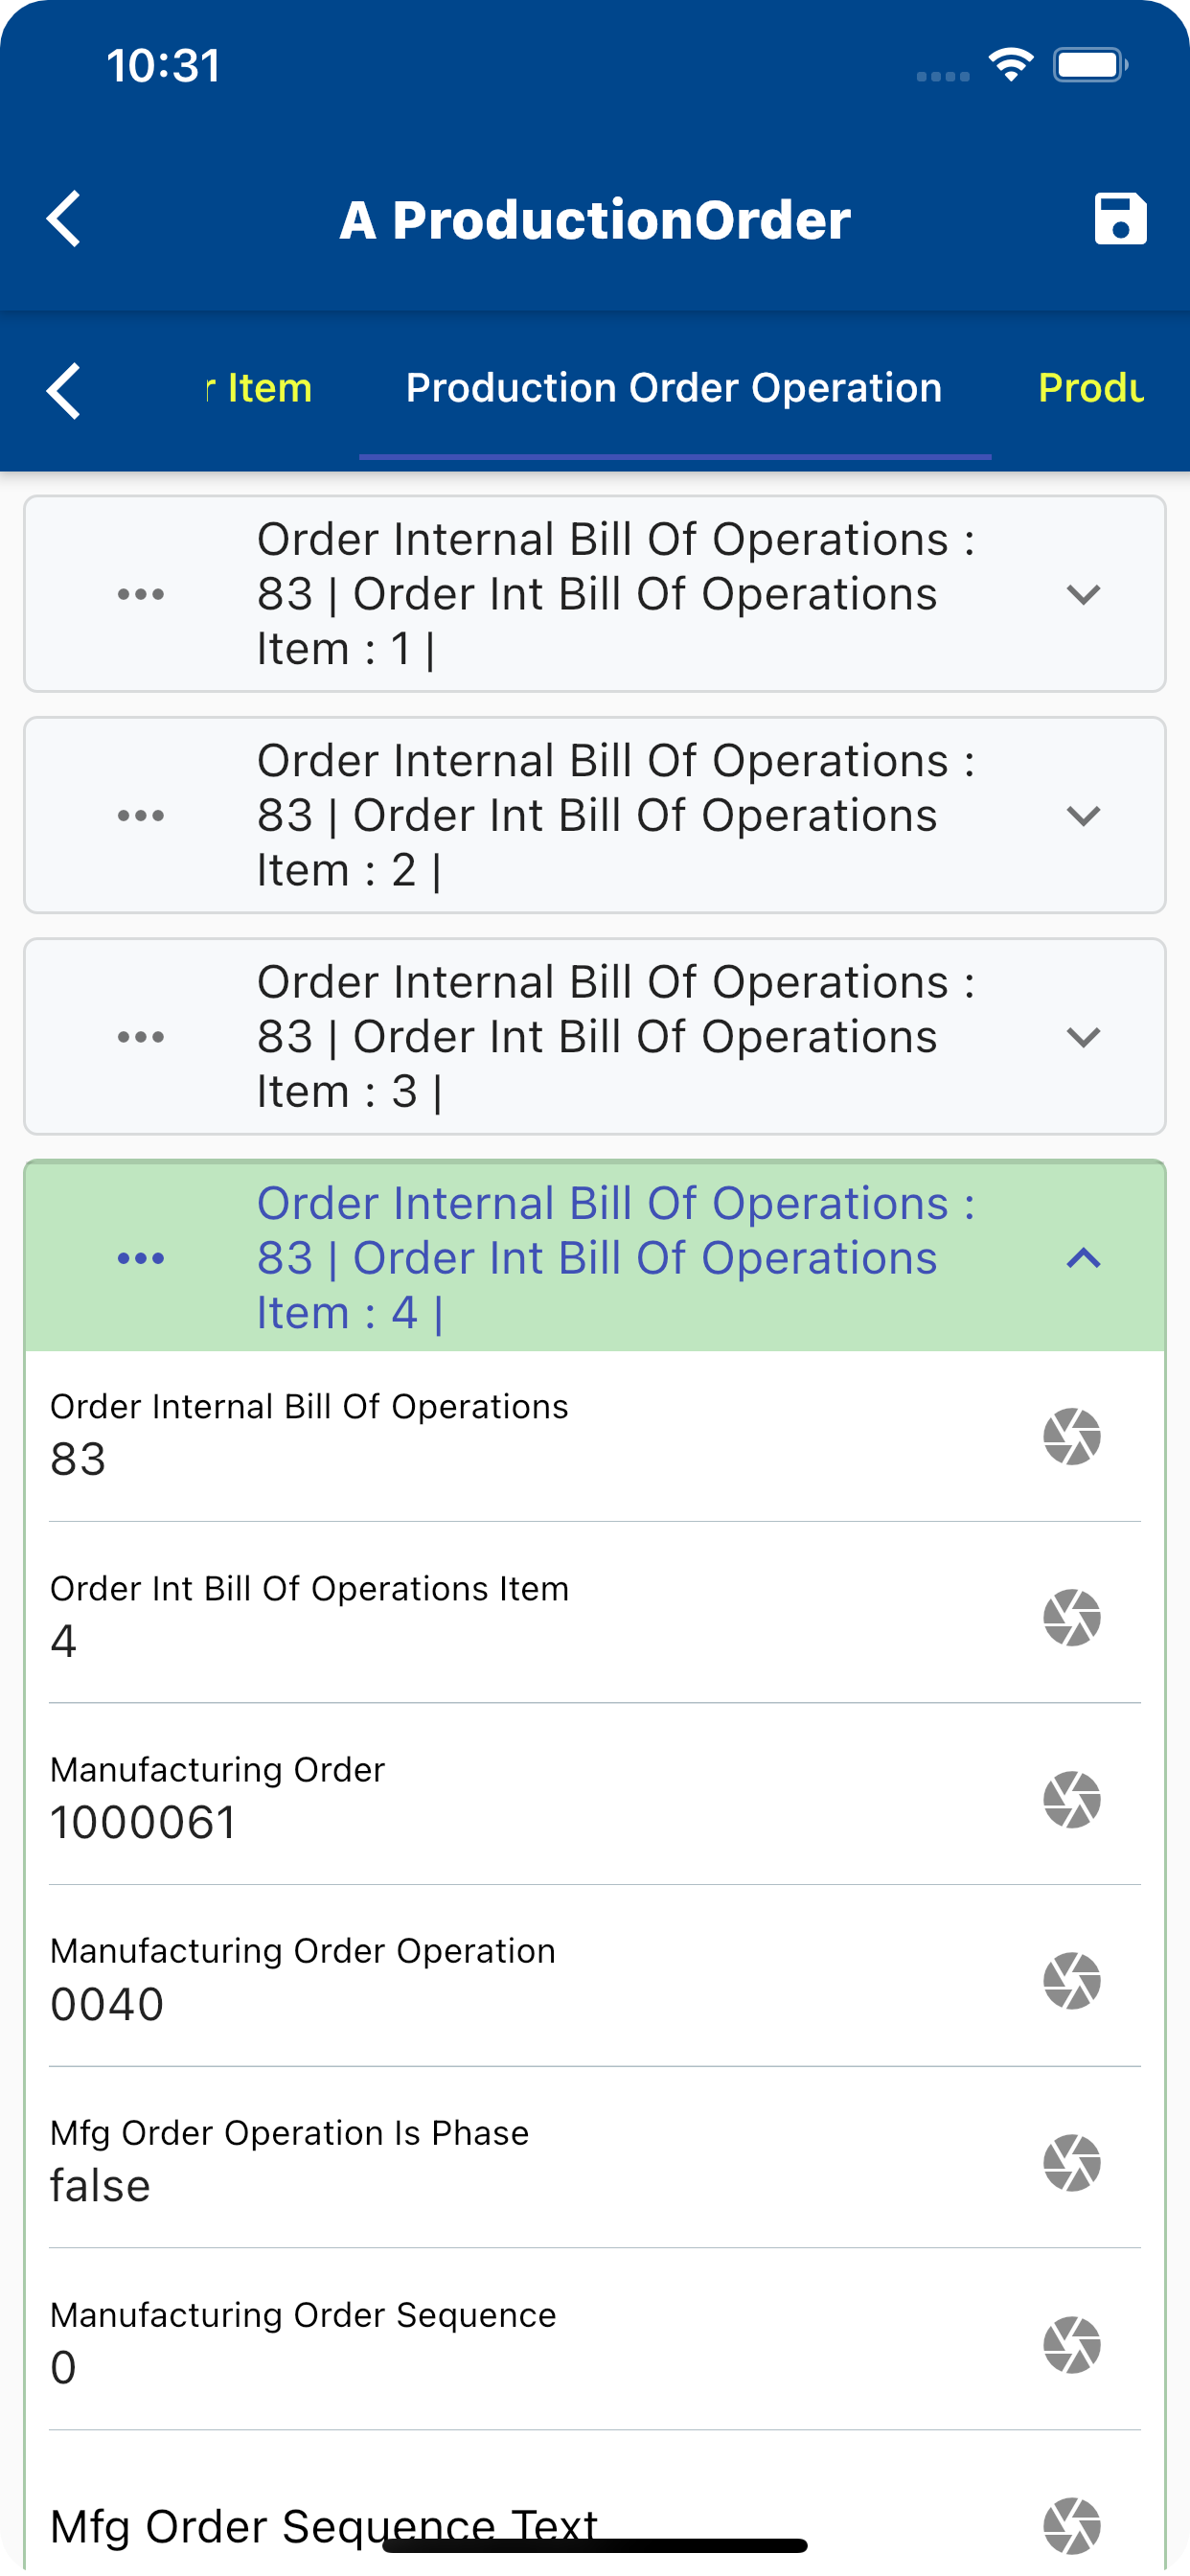 10:31
A ProductionOrder
r Item Production Order Operation Produ
Order Internal Bill Of Operations :
83 | Order Int Bill Of Operations
Item : 1 |
Order Internal Bill Of Operations :
83 | Order Int Bill Of Operations
Item : 2 |
Order Internal Bill Of Operations :
83 | Order Int Bill Of Operations
Item : 3 |
Order Internal Bill Of Operations :
83 | Order Int Bill Of Operations
Item : 4 |
Order Internal Bill Of Operations
83
Order Int Bill Of Operations Item
4
Manufacturing Order
1000061
Manufacturing Order Operation
0040
Mfg Order Operation Is Phase
false
Manufacturing Order Sequence
0
Mfg Order Sequence Text